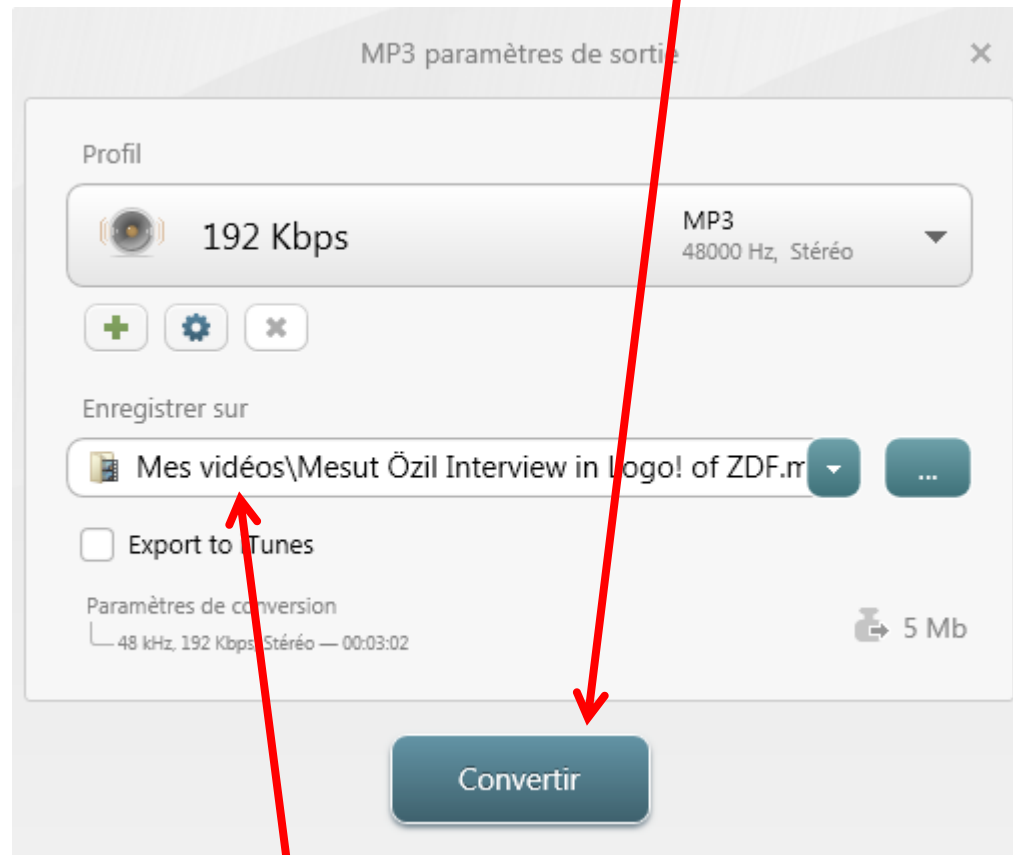 MP3 paramètres de sortie
Profil
192 Kbps
MP3
48000 Hz, Stéréo
Enregistrer sur
Mes vidéos\Mesut Özil Interview in Logo! of ZDF.m
...
Export to iTunes
Paramètres de conversion
48 kHz, 192 Kbps, Stéréo — 00:03:02
5 Mb
Convertir